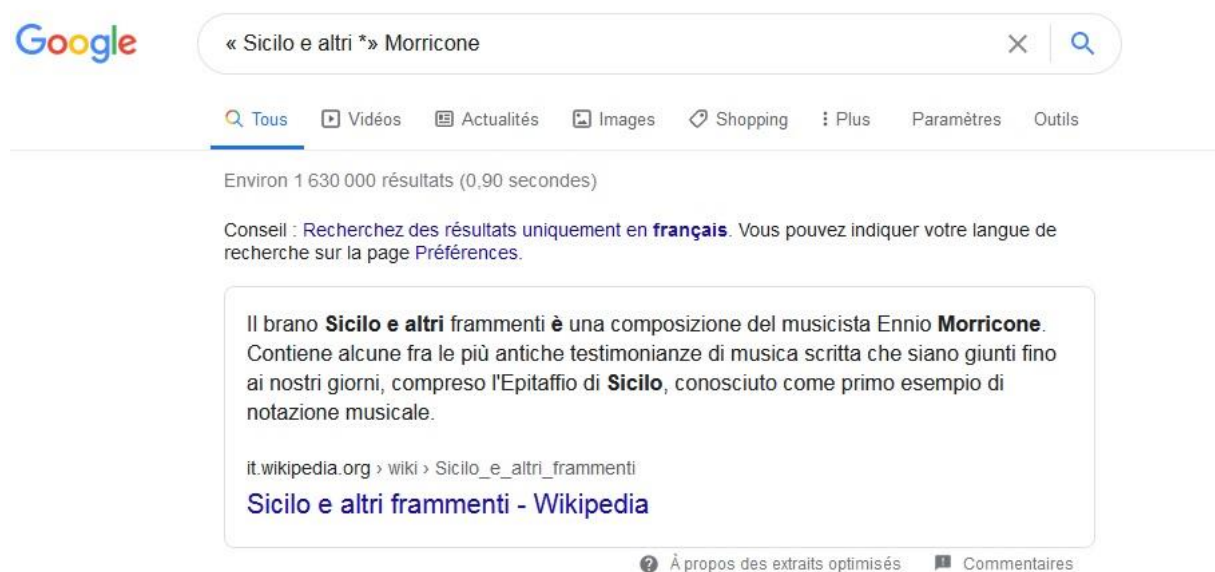 Google
« Sicilo e altri *» Morricone
Tous Vidéos Actualités Images Shopping Plus Paramètres Outils
Environ 1 630 000 résultats (0,90 secondes)
Conseil : Recherchez des résultats uniquement en français. Vous pouvez indiquer votre langue de
recherche sur la page Préférences.
Il brano Sicilo e altri frammenti è una composizione del musicista Ennio Morricone.
Contiene alcune fra le più antiche testimonianze di musica scritta che siano giunti fino
ai nostri giorni, compreso l'Epitaffio di Sicilo, conosciuto come primo esempio di
notazione musicale.
it.wikipedia.org › wiki › Sicilo_e_altri_frammenti
Sicilo e altri frammenti - Wikipedia
À propos des extraits optimisés Commentaires